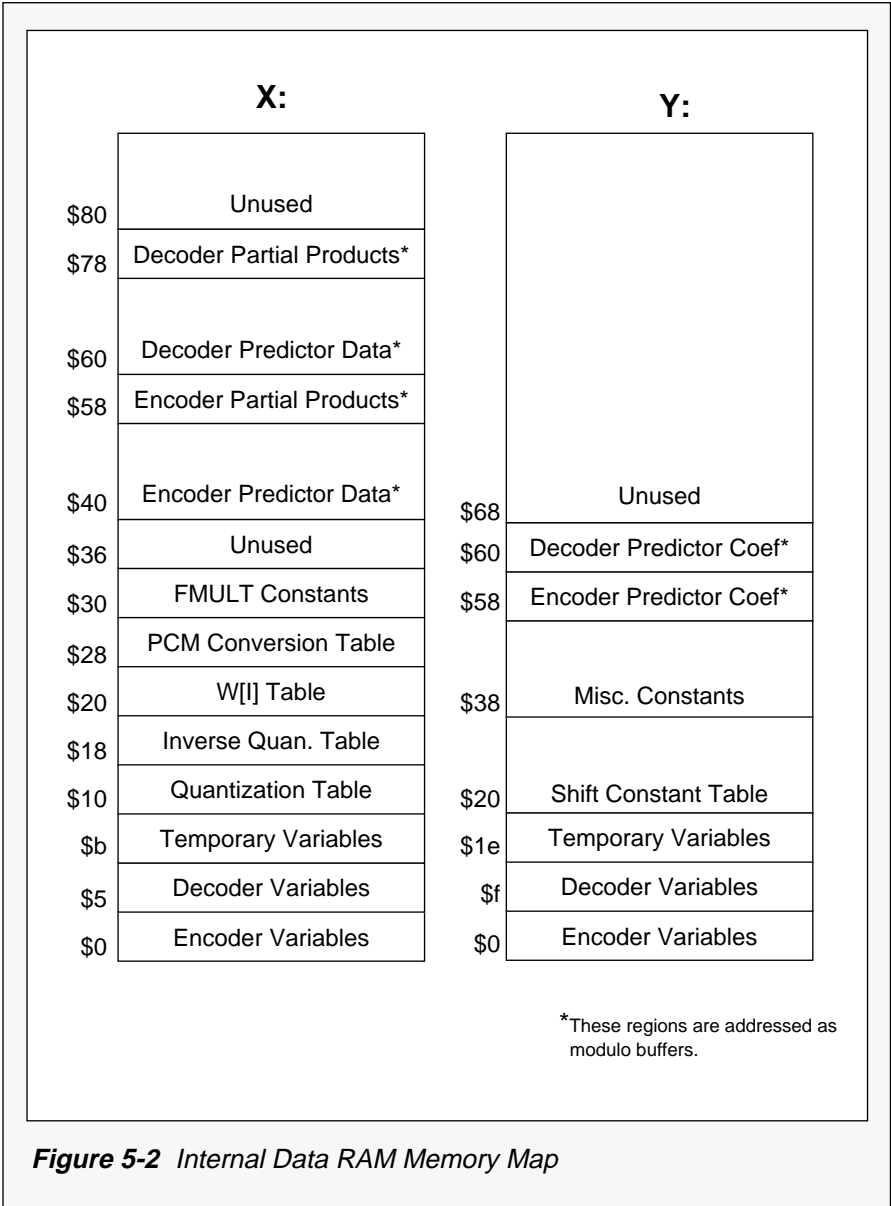 X:
$80 Unused
$78 Decoder Partial Products*
$60 Decoder Predictor Data*
$58 Encoder Partial Products*
$40 Encoder Predictor Data*
$36 Unused
$30 FMULT Constants
$28 PCM Conversion Table
$20 W[I] Table
$18 Inverse Quan. Table
$10 Quantization Table
$b Temporary Variables
$5 Decoder Variables
$0 Encoder Variables
Y:
$68 Unused
$60 Decoder Predictor Coef*
$58 Encoder Predictor Coef*
$38 Misc. Constants
$20 Shift Constant Table
$1e Temporary Variables
$f Decoder Variables
$0 Encoder Variables
*These regions are addressed as
modulo buffers.
Figure 5-2 Internal Data RAM Memory Map